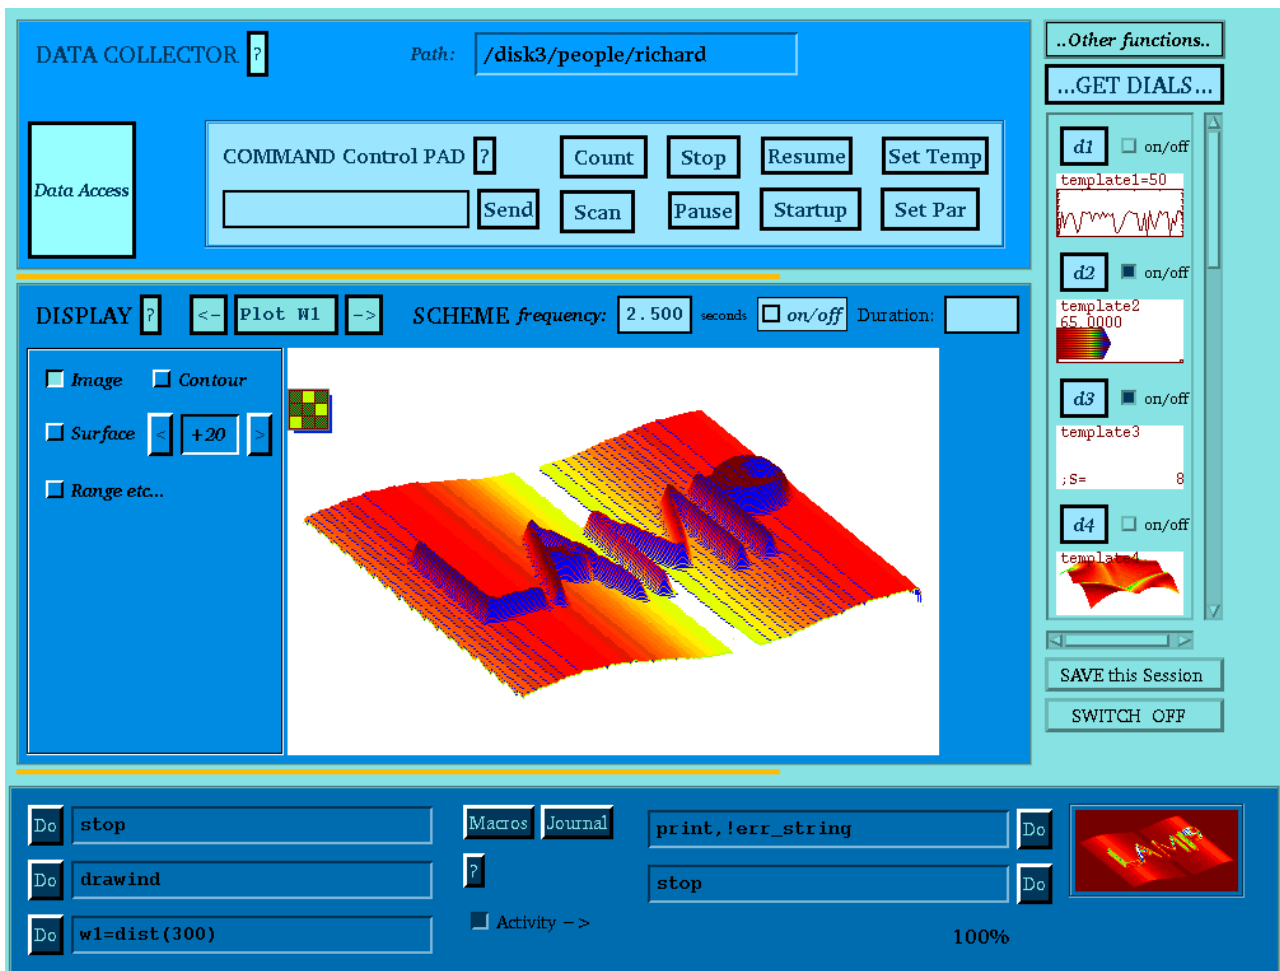 DATA COLLECTOR ? Path: /disk3/people/richard
..Other functions..
...GET DIALS...
Data Access
COMMAND Control PAD ? Count Stop Resume Set Temp
Send Scan Pause Startup Set Par
d1 on/off
template1=50
d2 on/off
template2
65.0000
d3 on/off
template3
;S= 8
d4 on/off
template4
DISPLAY ? <- Plot W1 -> SCHEME frequency: 2.500 seconds on/off Duration:
Image Contour
Surface < +20 >
Range etc...
LAMP
SAVE this Session
SWITCH OFF
Do stop
Do drawind
Do w1=dist(300)
Macros Journal
?
Activity ->
print,!err_string Do
stop Do
100%
LAMP